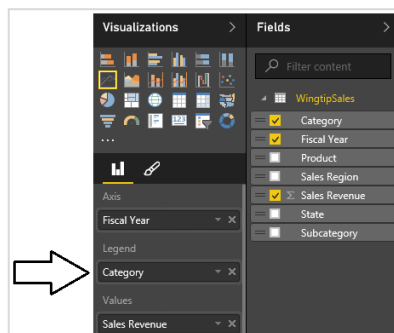 Visualizations
Fields
Filter content
WingtipSales
Category
Fiscal Year
Product
Sales Region
Σ Sales Revenue
State
Subcategory
...
Axis
Fiscal Year
Legend
Category
Values
Sales Revenue